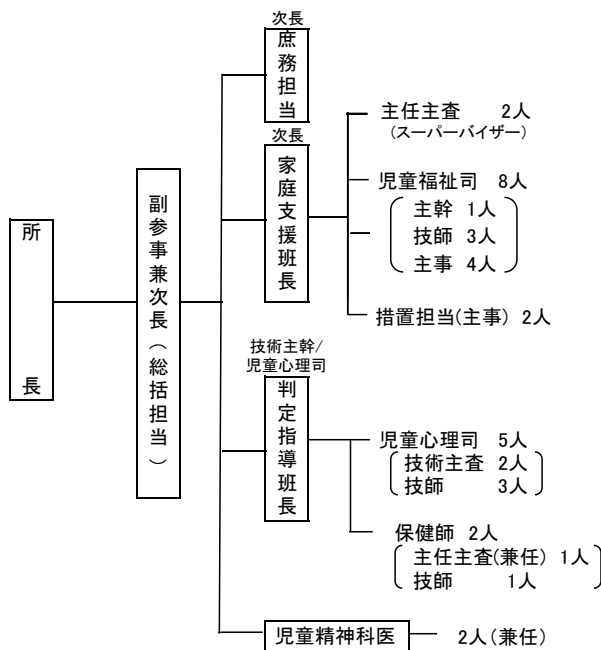 所長
副参事兼次長（総括担当）
次長
庶務担当
次長
家庭支援班長
主任主査 2人
(スーパーバイザー)
児童福祉司 8人
主幹 1人
技師 3人
主事 4人
措置担当(主事) 2人
技術主幹/
児童心理司
判定指導班長
児童心理司 5人
技術主査 2人
技師 3人
保健師 2人
主任主査(兼任) 1人
技師 1人
児童精神科医 2人(兼任)